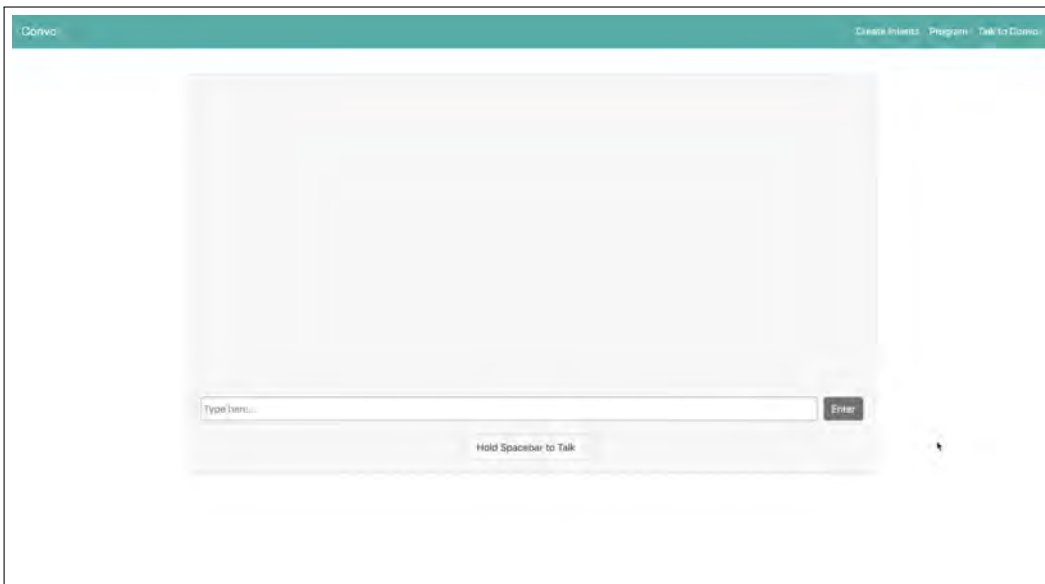 Convo
Create Intents Program Talk to Convo
Type here...
Enter
Hold Spacebar to Talk